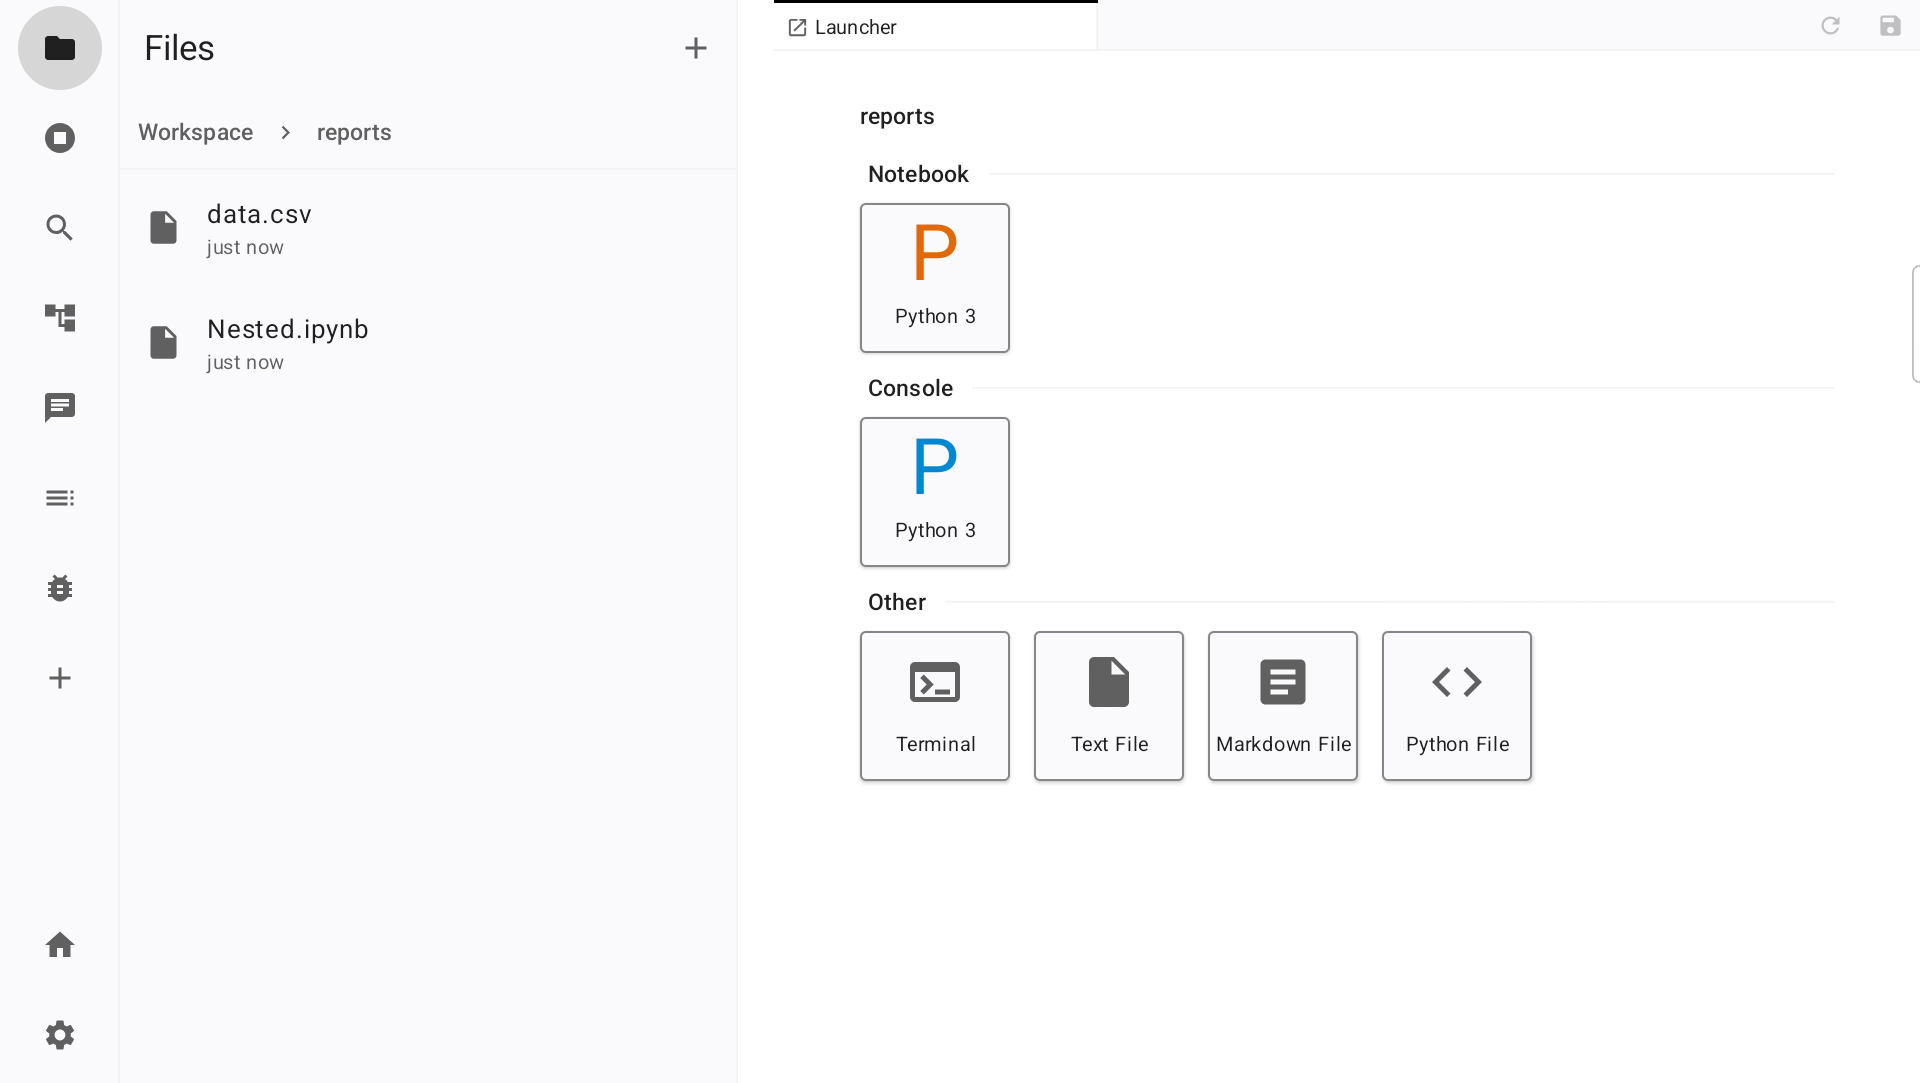 Files
Workspace > reports
data.csv
just now
Nested.ipynb
just now
Launcher
reports
Notebook
P
Python 3
Console
P
Python 3
Other
Terminal
Text File
Markdown File
Python File